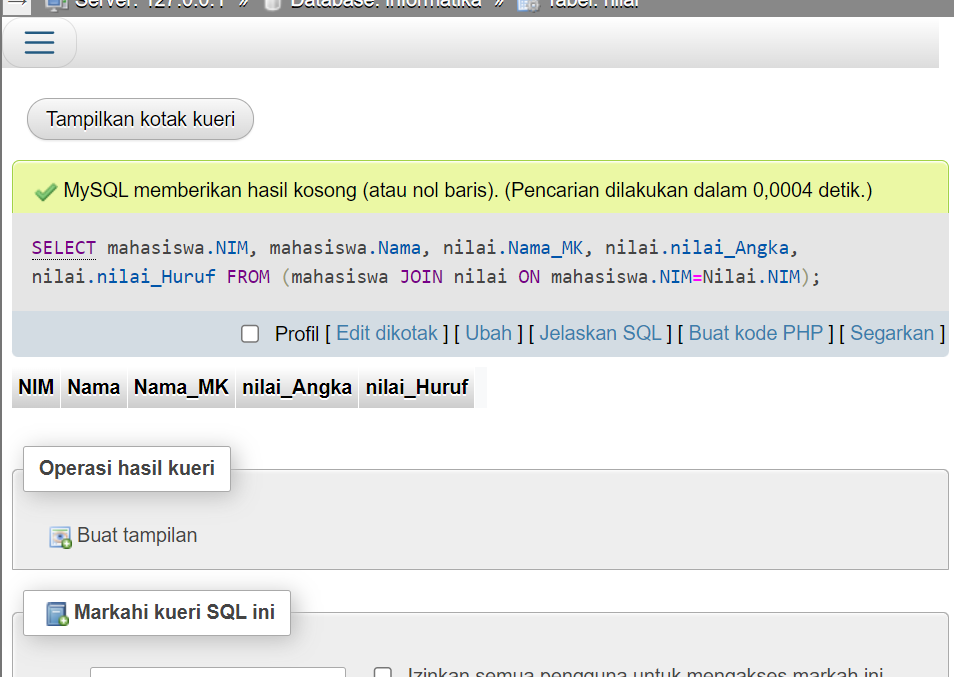 Server: 127.0.0.1 » Database: informatika » Tabel: nilai
Tampilkan kotak kueri
MySQL memberikan hasil kosong (atau nol baris). (Pencarian dilakukan dalam 0,0004 detik.)
SELECT mahasiswa.NIM, mahasiswa.Nama, nilai.Nama_MK, nilai.nilai_Angka,
nilai.nilai_Huruf FROM (mahasiswa JOIN nilai ON mahasiswa.NIM=Nilai.NIM);
Profil [ Edit dikotak ] [ Ubah ] [ Jelaskan SQL ] [ Buat kode PHP ] [ Segarkan ]
NIM Nama Nama_MK nilai_Angka nilai_Huruf
Operasi hasil kueri
Buat tampilan
Markahi kueri SQL ini
Izinkan semua pengguna untuk mengakses markah ini